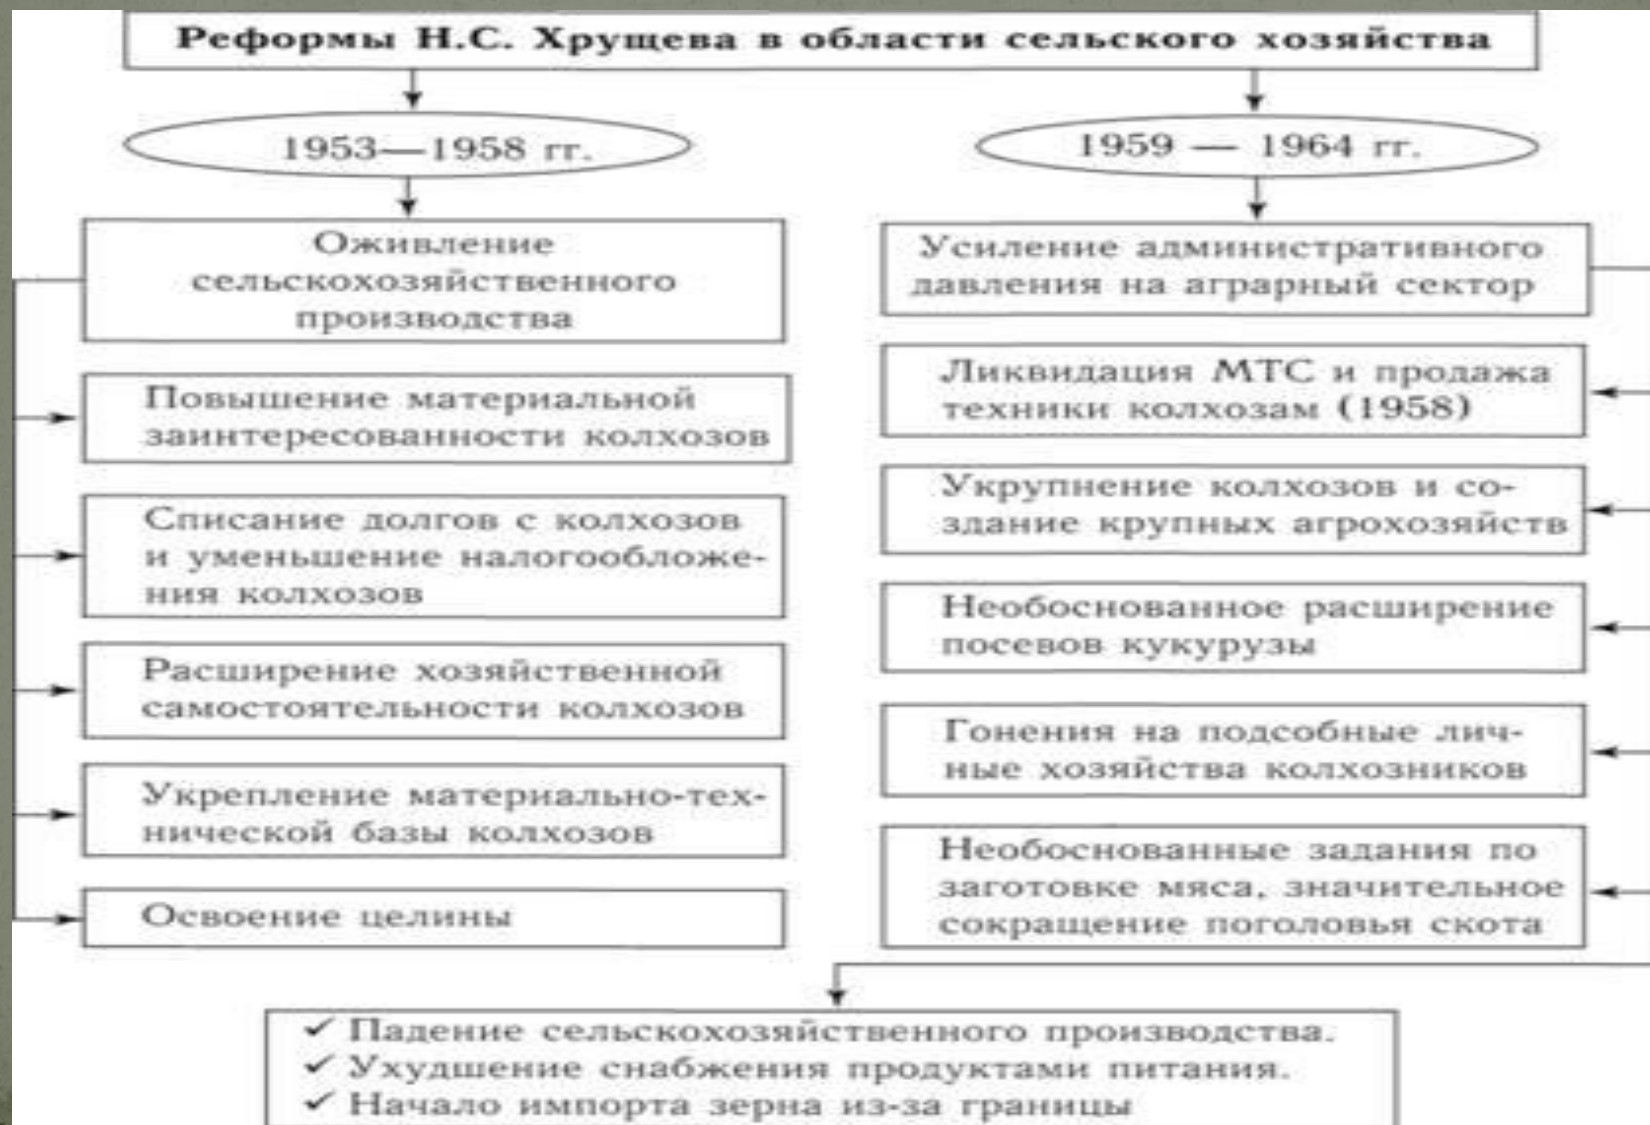 Реформы Н.С. Хрущева в области сельского хозяйства
1953—1958 гг.
Оживление
сельскохозяйственного
производства
Повышение материальной
заинтересованности колхозов
Списание долгов с колхозов
и уменьшение налогообложе-
ния колхозов
Расширение хозяйственной
самостоятельности колхозов
Укрепление материально-тех-
нической базы колхозов
Освоение целины
1959 — 1964 гг.
Усиление административного
давления на аграрный сектор
Ликвидация МТС и продажа
техники колхозам (1958)
Укрупнение колхозов и со-
здание крупных агрохозяйств
Необоснованное расширение
посевов кукурузы
Гонения на подсобные лич-
ные хозяйства колхозников
Необоснованные задания по
заготовке мяса, значительное
сокращение поголовья скота
✓ Падение сельскохозяйственного производства.
✓ Ухудшение снабжения продуктами питания.
✓ Начало импорта зерна из-за границы